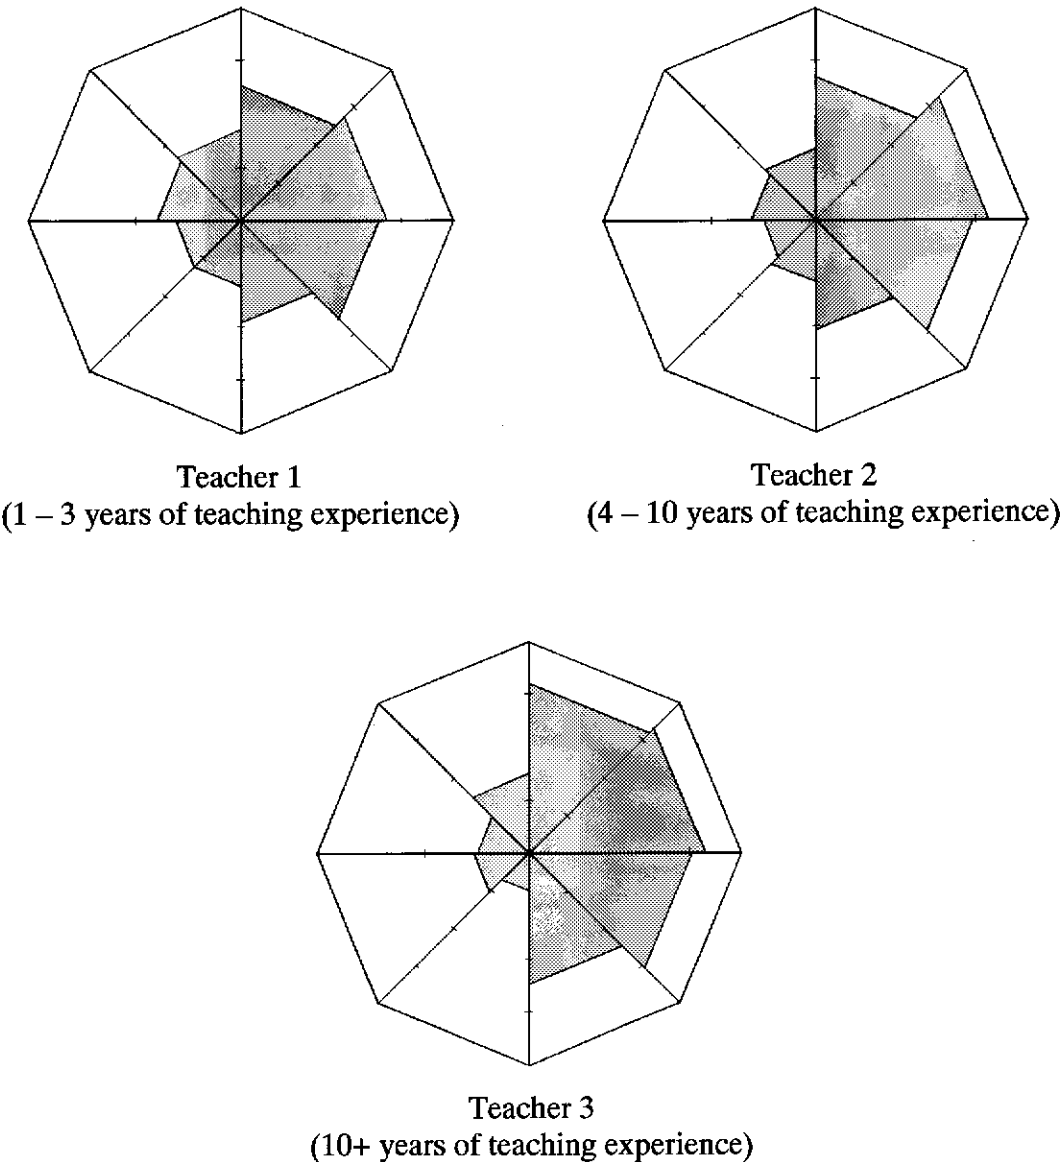 Teacher 1
(1 – 3 years of teaching experience)
Teacher 2
(4 – 10 years of teaching experience)
Teacher 3
(10+ years of teaching experience)